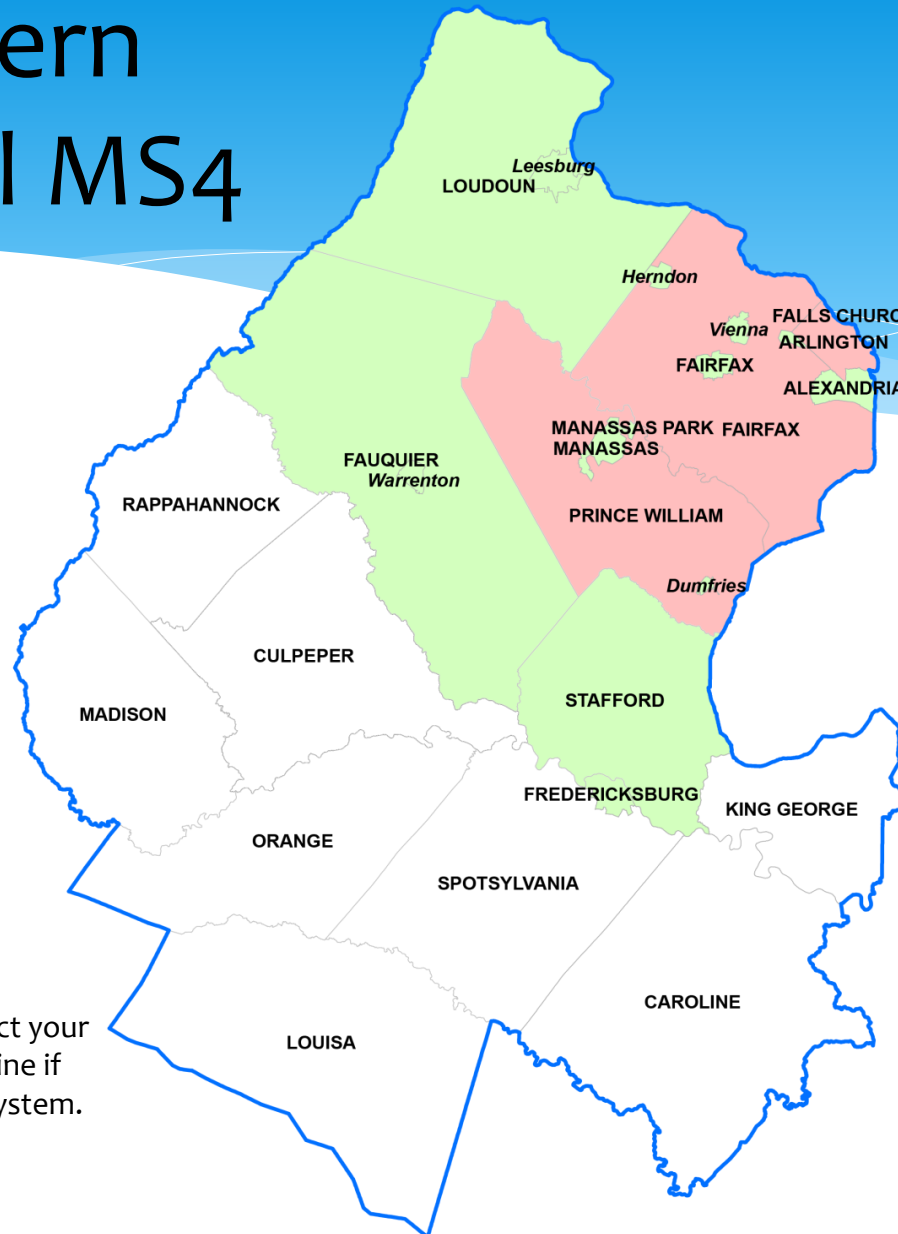 ern
l MS4
Leesburg
LOUDOUN
Herndon
FALLS CHURC
Vienna
ARLINGTON
FAIRFAX
ALEXANDRIA
MANASSAS PARK
FAIRFAX
MANASSAS
FAUQUIER
Warrenton
RAPPAHANNOCK
PRINCE WILLIAM
Dumfries
CULPEPER
STAFFORD
MADISON
FREDERICKSBURG
KING GEORGE
ORANGE
SPOTSYLVANIA
CAROLINE
ct your
LOUISA
ine if
ystem.